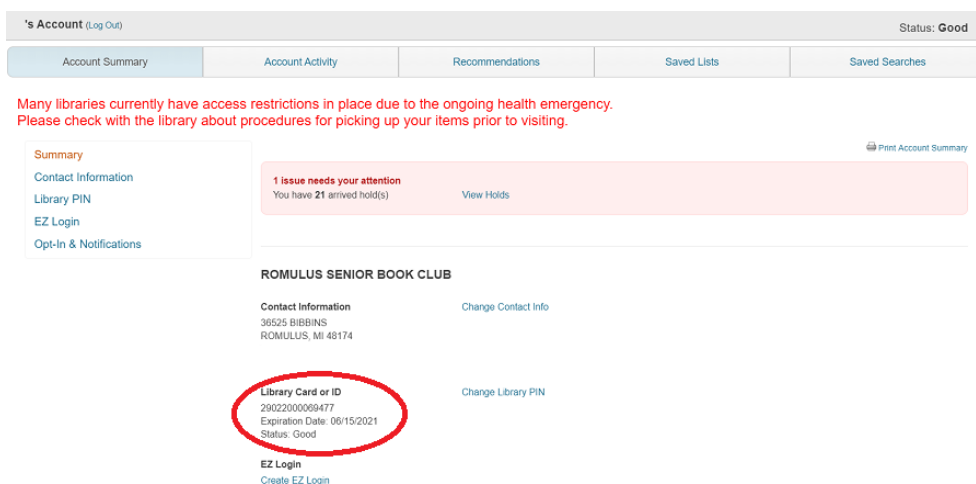 's Account (Log Out)
Status: Good
Account Summary
Account Activity
Recommendations
Saved Lists
Saved Searches
Many libraries currently have access restrictions in place due to the ongoing health emergency.
Please check with the library about procedures for picking up your items prior to visiting.
Print Account Summary
Summary
Contact Information
Library PIN
EZ Login
Opt-In & Notifications
1 issue needs your attention
You have 21 arrived hold(s) View Holds
ROMULUS SENIOR BOOK CLUB
Contact Information Change Contact Info
36525 BIBBINS
ROMULUS, MI 48174
Library Card or ID Change Library PIN
29022000069477
Expiration Date: 06/15/2021
Status: Good
EZ Login
Create EZ Login